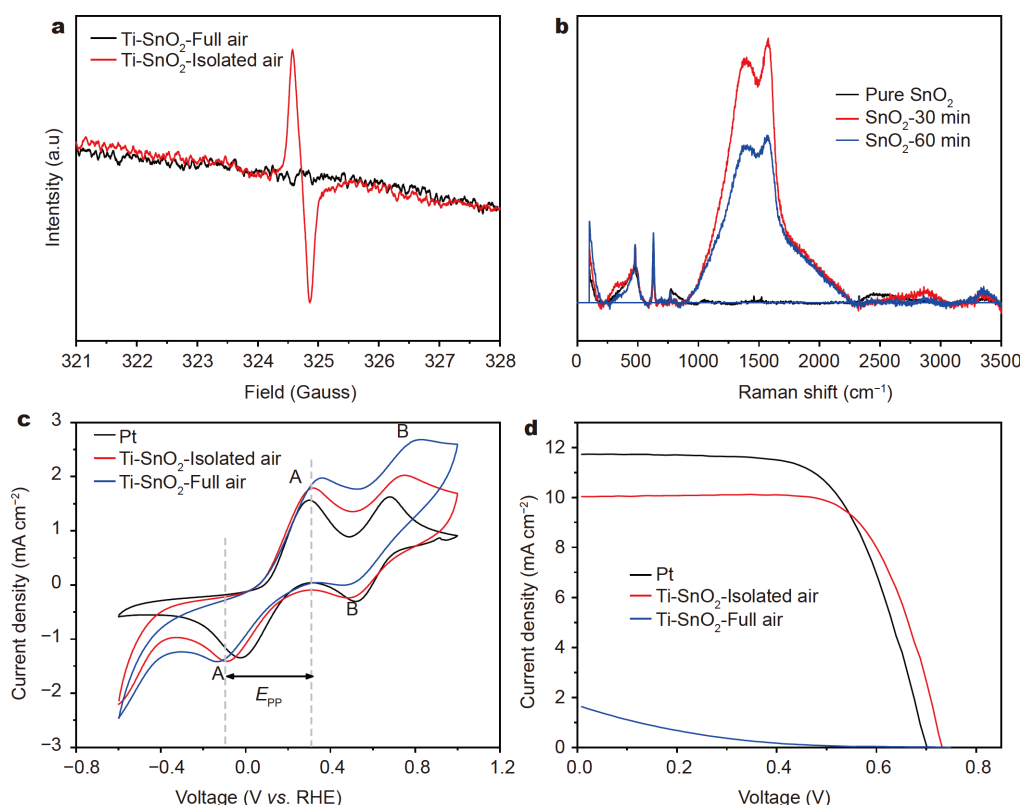 a
Ti-SnO₂-Full air
Ti-SnO₂-Isolated air
Intentsity (a.u)
321 322 323 324 325 326 327 328
Field (Gauss)
b
Pure SnO₂
SnO₂-30 min
SnO₂-60 min
0 500 1000 1500 2000 2500 3000 3500
Raman shift (cm⁻¹)
c
Pt
Ti-SnO₂-Isolated air
Ti-SnO₂-Full air
B
A
B
A
E_PP
3
2
1
0
−1
−2
−3
Current density (mA cm⁻²)
−0.8 −0.4 0.0 0.4 0.8 1.2
Voltage (V vs. RHE)
d
Pt
Ti-SnO₂-Isolated air
Ti-SnO₂-Full air
12
10
8
6
4
2
0
Current density (mA cm⁻²)
0.0 0.2 0.4 0.6 0.8
Voltage (V)